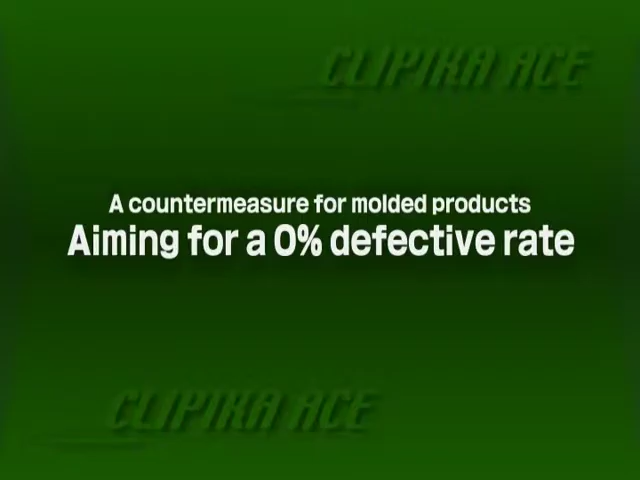 CLIPIKA ACE
A countermeasure for molded products
Aiming for a 0% defective rate
CLIPIKA ACE